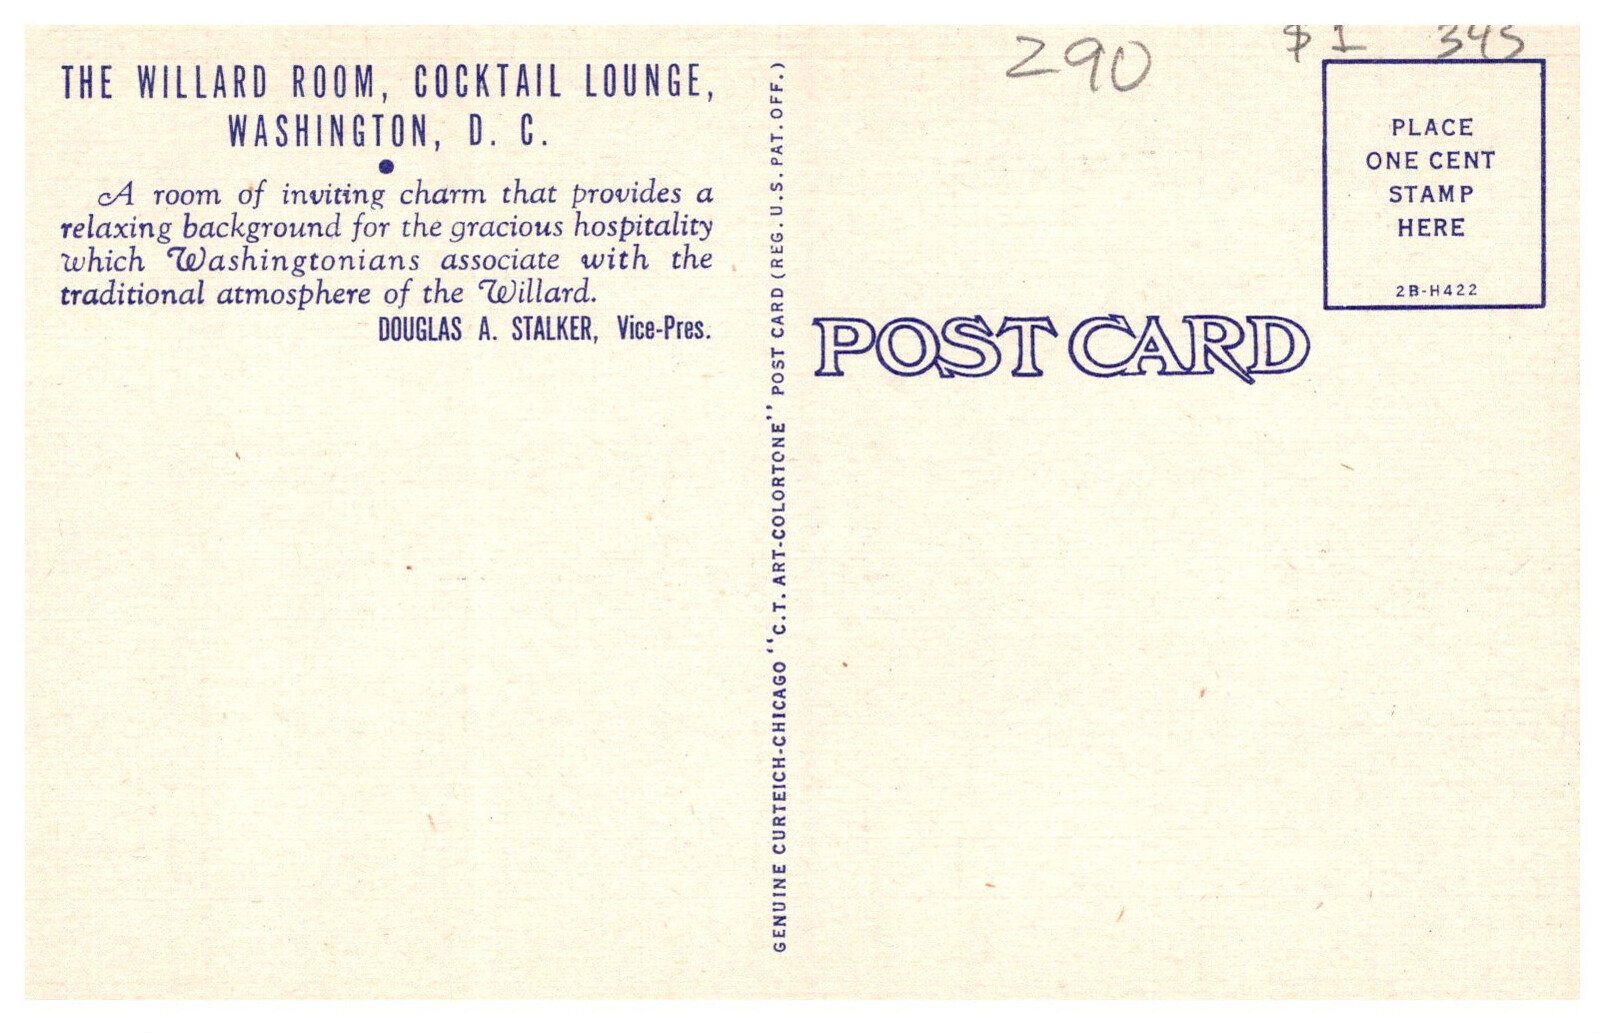 THE WILLARD ROOM, COCKTAIL LOUNGE,
WASHINGTON, D. C.
A room of inviting charm that provides a
relaxing background for the gracious hospitality
which Washingtonians associate with the
traditional atmosphere of the Willard.
DOUGLAS A. STALKER, Vice-Pres.
GENUINE CURTEICH-CHICAGO "C.T. ART-COLORTONE" POST CARD (REG. U.S. PAT. OFF.)
290
$1 345
PLACE
ONE CENT
STAMP
HERE
2B-H422
POST CARD